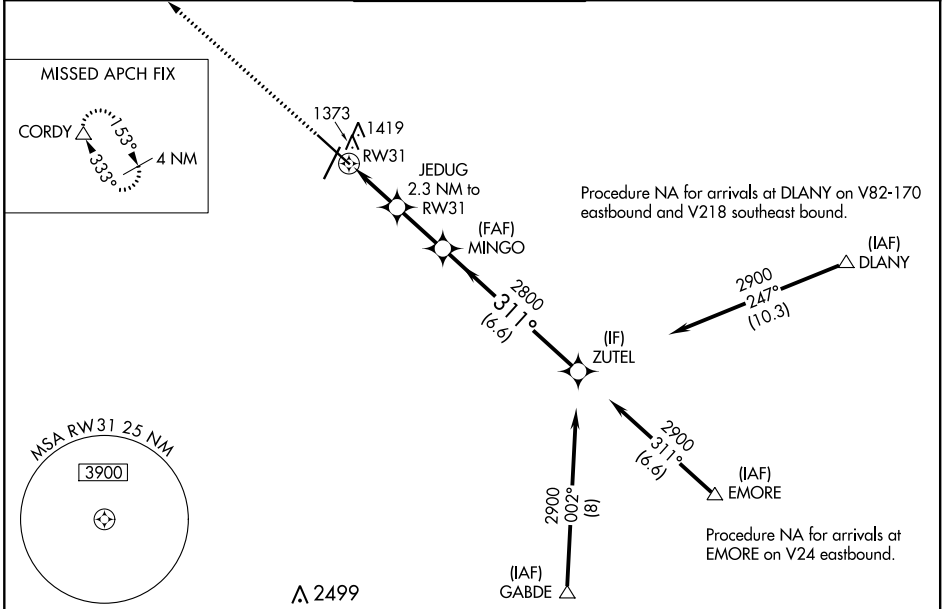 MISSED APCH FIX
CORDY
153°
333°
4 NM
1373
1419
RW31
JEDUG
2.3 NM to
RW31
(FAF)
MINGO
Procedure NA for arrivals at DLANY on V82-170
eastbound and V218 southeast bound.
(IAF)
DLANY
2900
247°
(10.3)
2800
311°
(6.6)
(IF)
ZUTEL
2900
311°
(6.6)
(IAF)
EMORE
Procedure NA for arrivals at
EMORE on V24 eastbound.
2900
002°
(8)
(IAF)
GABDE
MSA RW31 25 NM
3900
2499